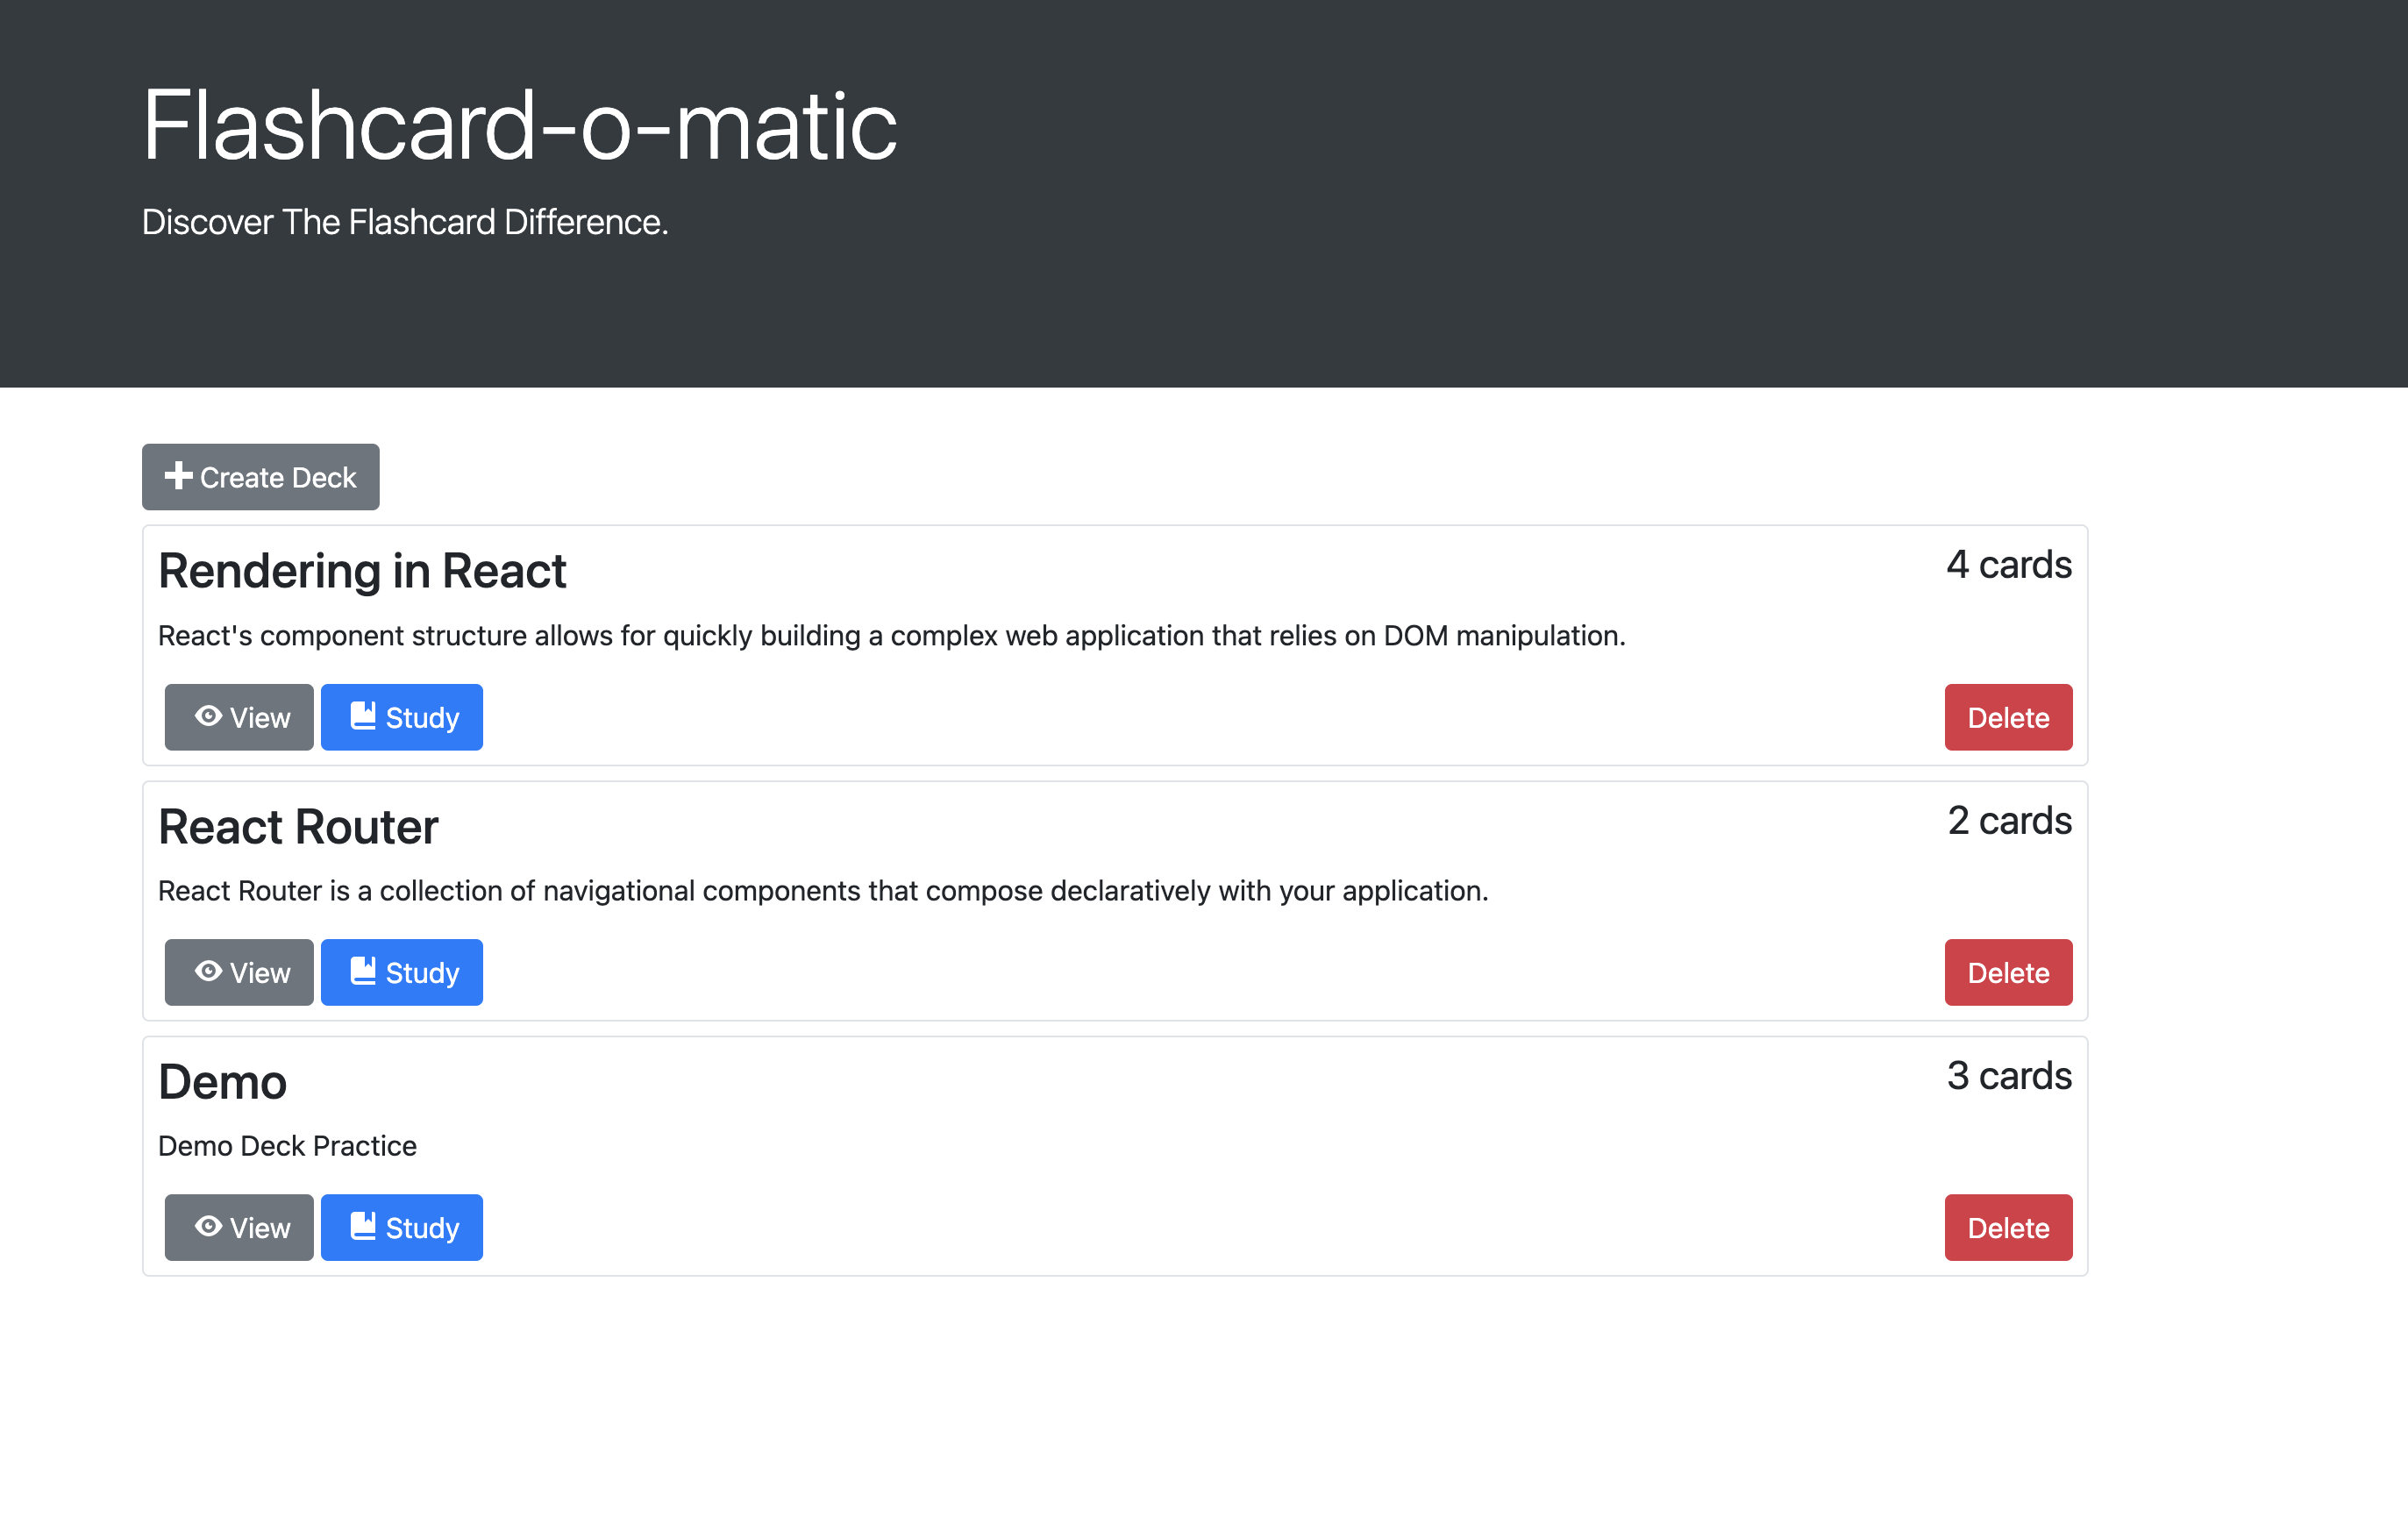 Flashcard-o-matic
Discover The Flashcard Difference.
Create Deck
Rendering in React
4 cards
React's component structure allows for quickly building a complex web application that relies on DOM manipulation.
View Study Delete
React Router
2 cards
React Router is a collection of navigational components that compose declaratively with your application.
View Study Delete
Demo
3 cards
Demo Deck Practice
View Study Delete